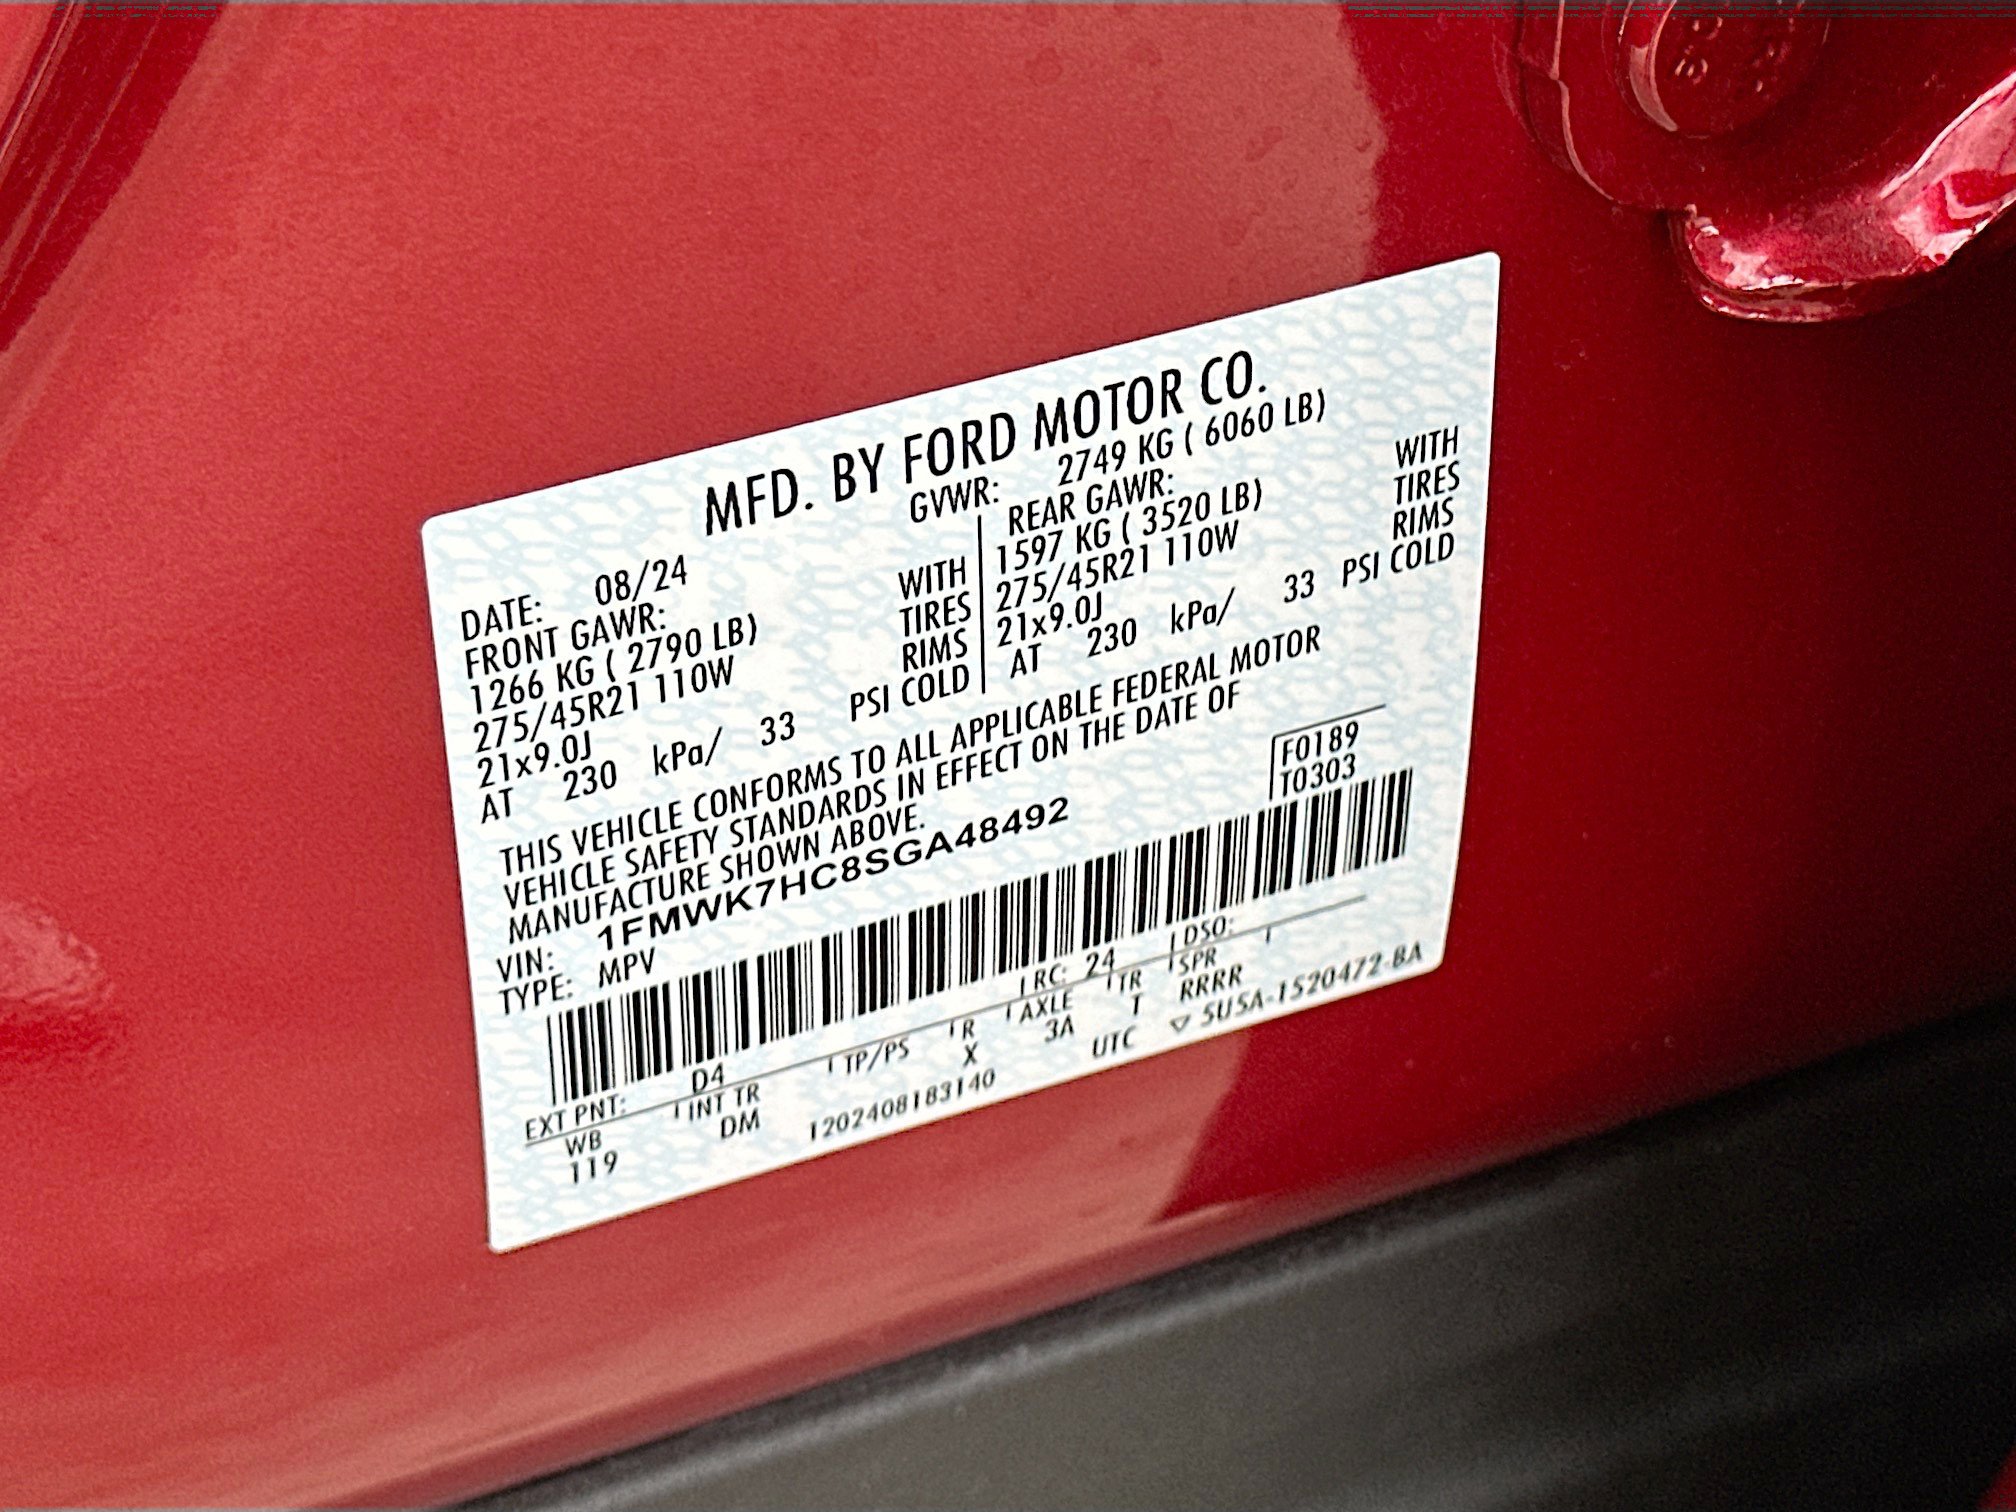 MFD. BY FORD MOTOR CO.
DATE: 08/24 GVWR: 2749 KG ( 6060 LB)
FRONT GAWR: REAR GAWR:
1266 KG ( 2790 LB) WITH 1597 KG ( 3520 LB) WITH
275/45R21 110W TIRES 275/45R21 110W TIRES
21x9.0J RIMS 21x9.0J RIMS
AT 230 kPa/ 33 PSI COLD AT 230 kPa/ 33 PSI COLD
THIS VEHICLE CONFORMS TO ALL APPLICABLE FEDERAL MOTOR
VEHICLE SAFETY STANDARDS IN EFFECT ON THE DATE OF
MANUFACTURE SHOWN ABOVE.
F0189
T0303
VIN: 1FMWK7HC8SGA48492
TYPE: MPV
EXT PNT: D4 RC: 24 DSO:
WB INT TR TP/PS R AXLE TR SPR
119 DM X 3A T RRRR
1202408183140 UTC ▽ SU5A-1520472-BA